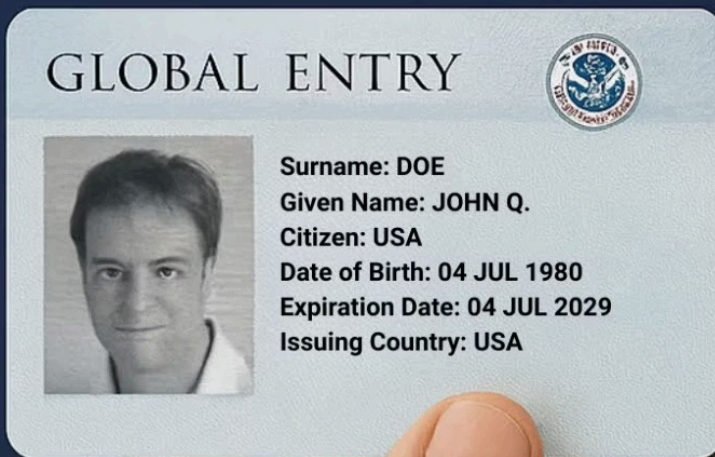 GLOBAL ENTRY
Surname: DOE
Given Name: JOHN Q.
Citizen: USA
Date of Birth: 04 JUL 1980
Expiration Date: 04 JUL 2029
Issuing Country: USA